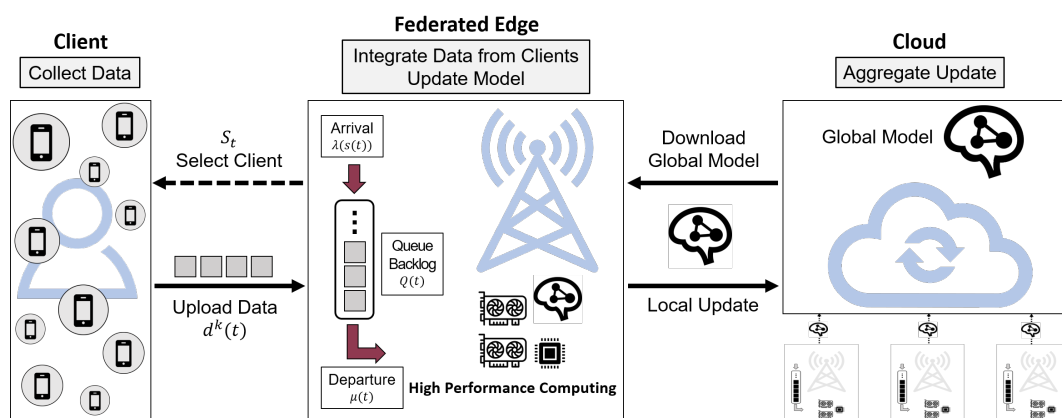 Client
Collect Data
S_t
Select Client
Upload Data
d^k(t)
Federated Edge
Integrate Data from Clients
Update Model
Arrival
λ(s(t))
Queue
Backlog
Q(t)
Departure
μ(t)
High Performance Computing
Download
Global Model
Local Update
Cloud
Aggregate Update
Global Model